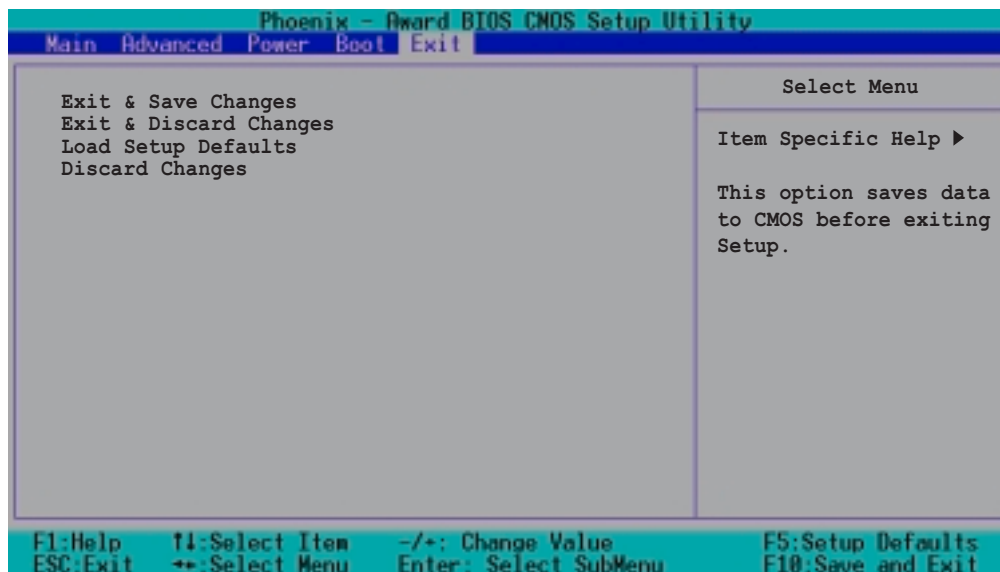 Phoenix - Award BIOS CMOS Setup Utility
Main Advanced Power Boot Exit
Exit & Save Changes
Exit & Discard Changes
Load Setup Defaults
Discard Changes
Select Menu
Item Specific Help ▶
This option saves data
to CMOS before exiting
Setup.
F1:Help ↑↓:Select Item -/+: Change Value F5:Setup Defaults
ESC:Exit ←→:Select Menu Enter: Select SubMenu F10:Save and Exit